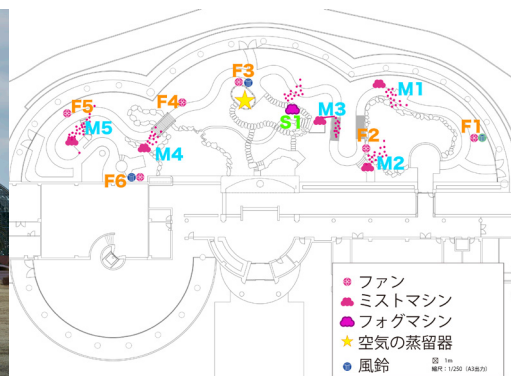 F3
M1
F4
F5
S1
M3
F2
F1
M5
M4
M2
F6
ファン
ミストマシン
フォグマシン
空気の蒸留器
風鈴
1m
縮尺：1/250（A3出力）